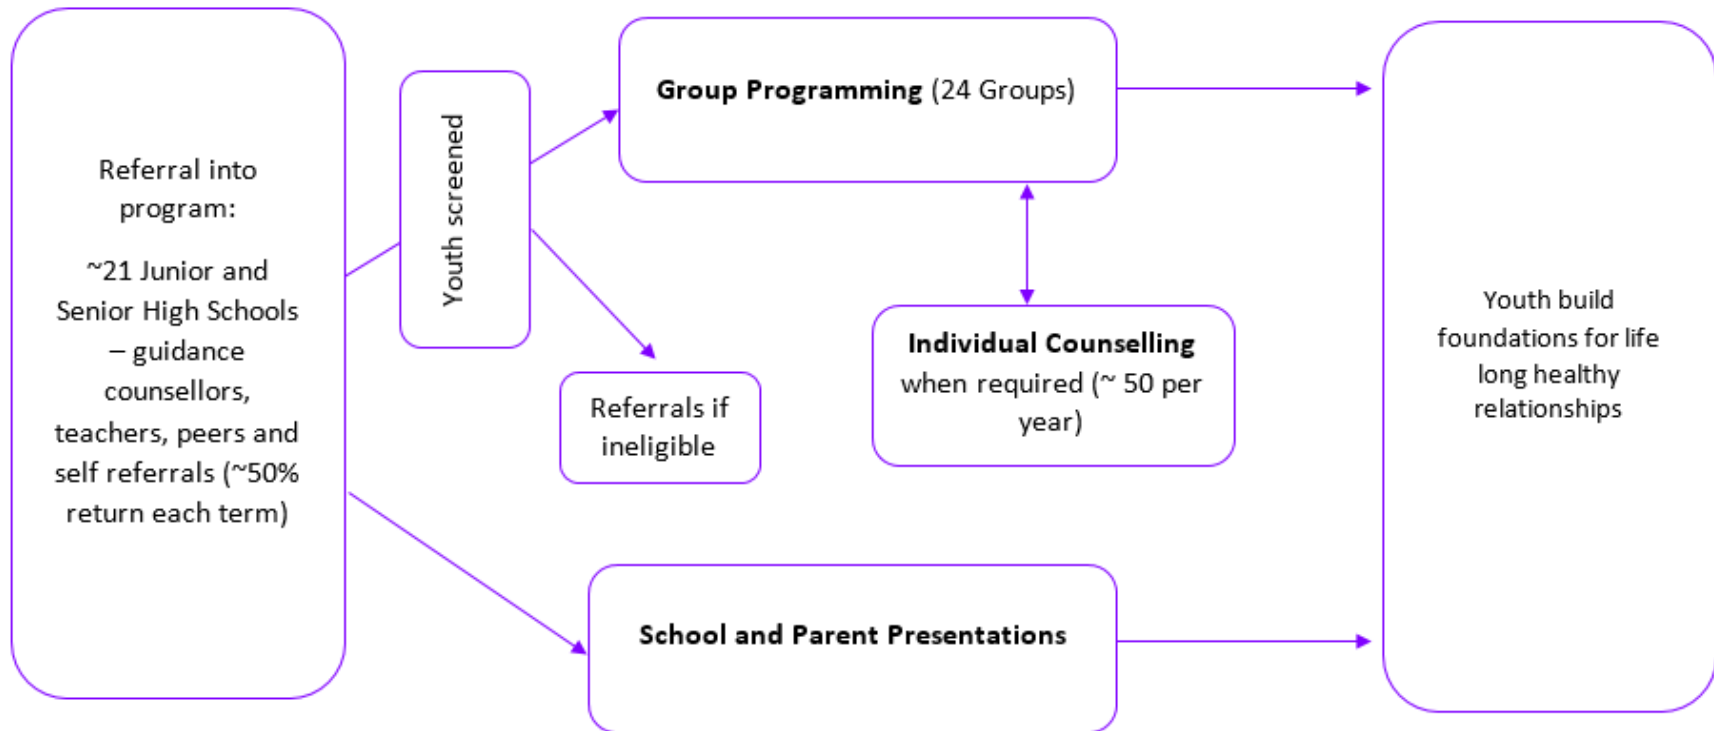 Referral into
program:
~21 Junior and
Senior High Schools
– guidance
counsellors,
teachers, peers and
self referrals (~50%
return each term)
Youth screened
Group Programming (24 Groups)
Referrals if
ineligible
Individual Counselling
when required (~ 50 per
year)
School and Parent Presentations
Youth build
foundations for life
long healthy
relationships